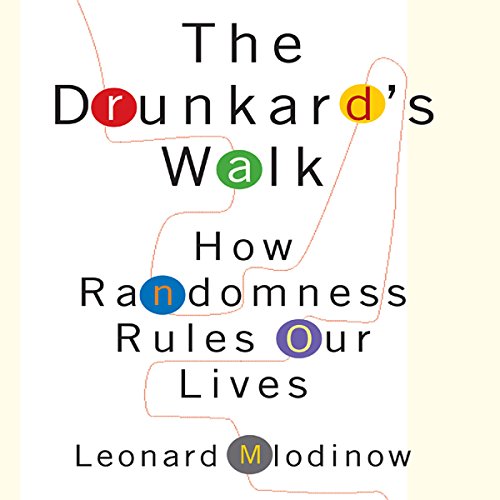 The
Drunkard's
Walk
How
Randomness
Rules Our
Lives
Leonard Mlodinow